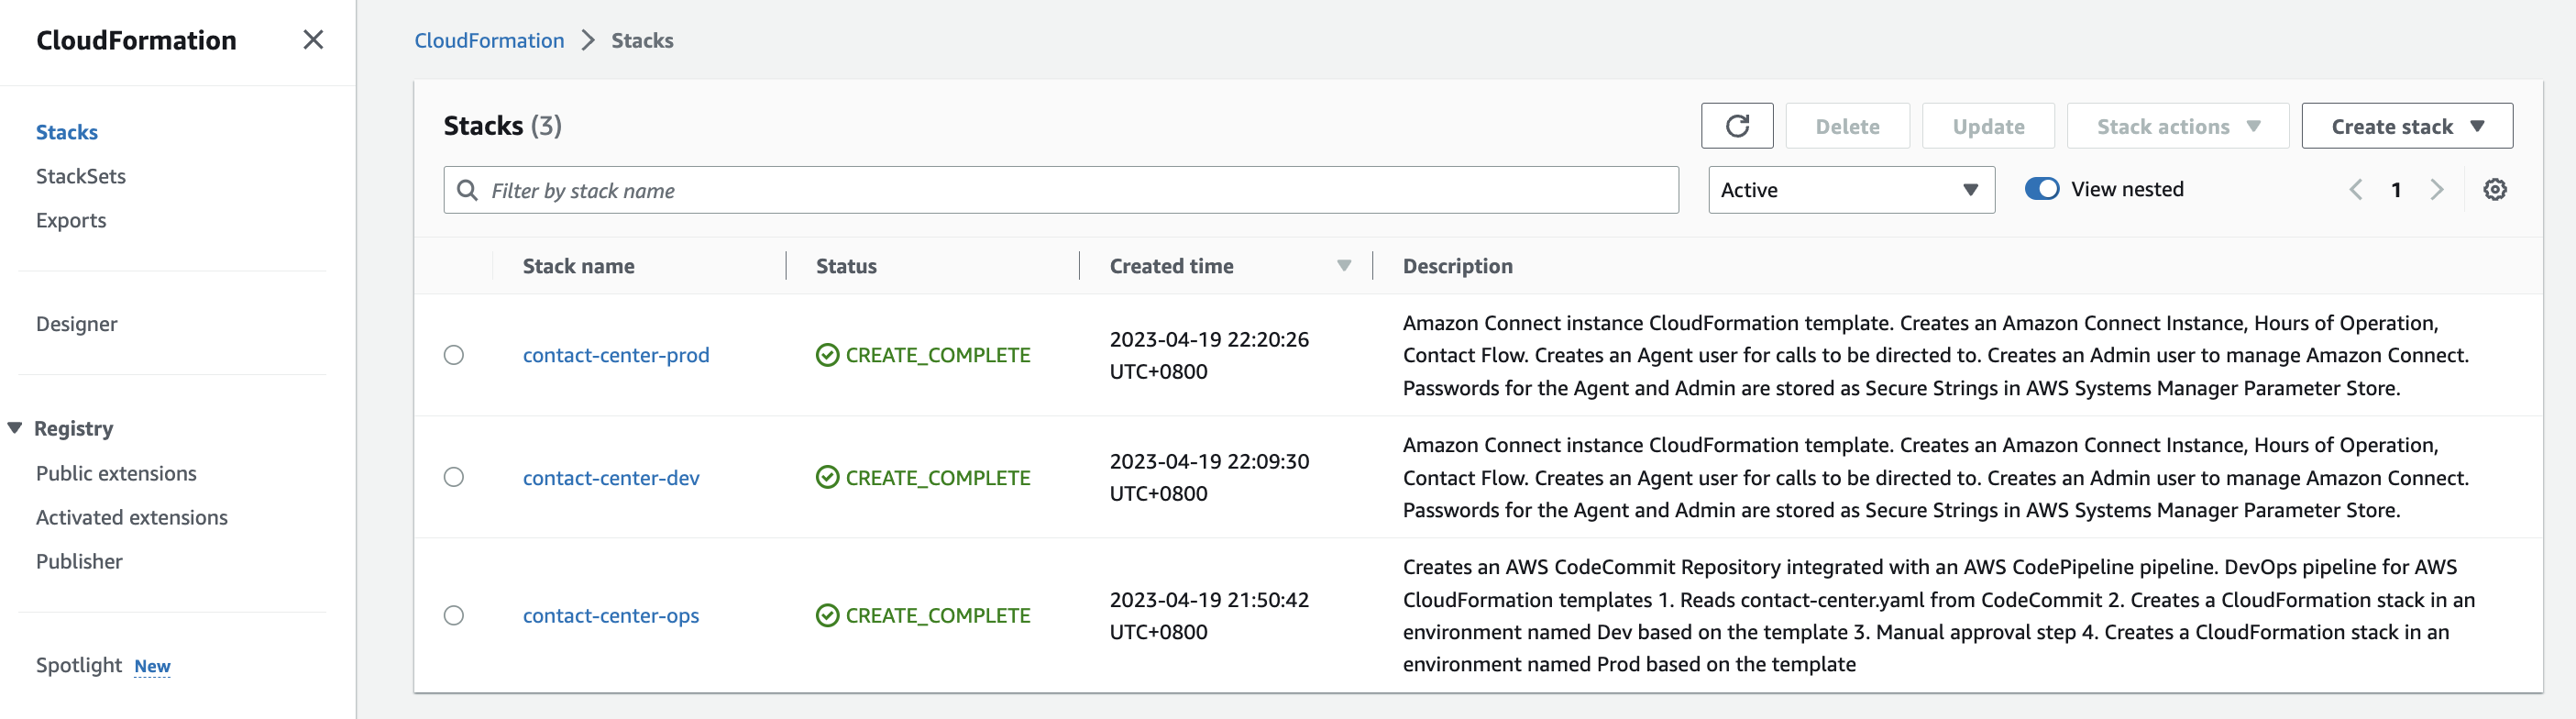 CloudFormation
Stacks
StackSets
Exports
Designer
Registry
Public extensions
Activated extensions
Publisher
Spotlight New
CloudFormation Stacks
Stacks (3)
Delete Update Stack actions Create stack
Filter by stack name Active View nested 1
Stack name Status Created time Description
contact-center-prod CREATE_COMPLETE 2023-04-19 22:20:26
UTC+0800
Amazon Connect instance CloudFormation template. Creates an Amazon Connect Instance, Hours of Operation,
Contact Flow. Creates an Agent user for calls to be directed to. Creates an Admin user to manage Amazon Connect.
Passwords for the Agent and Admin are stored as Secure Strings in AWS Systems Manager Parameter Store.
contact-center-dev CREATE_COMPLETE 2023-04-19 22:09:30
UTC+0800
Amazon Connect instance CloudFormation template. Creates an Amazon Connect Instance, Hours of Operation,
Contact Flow. Creates an Agent user for calls to be directed to. Creates an Admin user to manage Amazon Connect.
Passwords for the Agent and Admin are stored as Secure Strings in AWS Systems Manager Parameter Store.
contact-center-ops CREATE_COMPLETE 2023-04-19 21:50:42
UTC+0800
Creates an AWS CodeCommit Repository integrated with an AWS CodePipeline pipeline. DevOps pipeline for AWS
CloudFormation templates 1. Reads contact-center.yaml from CodeCommit 2. Creates a CloudFormation stack in an
environment named Dev based on the template 3. Manual approval step 4. Creates a CloudFormation stack in an
environment named Prod based on the template